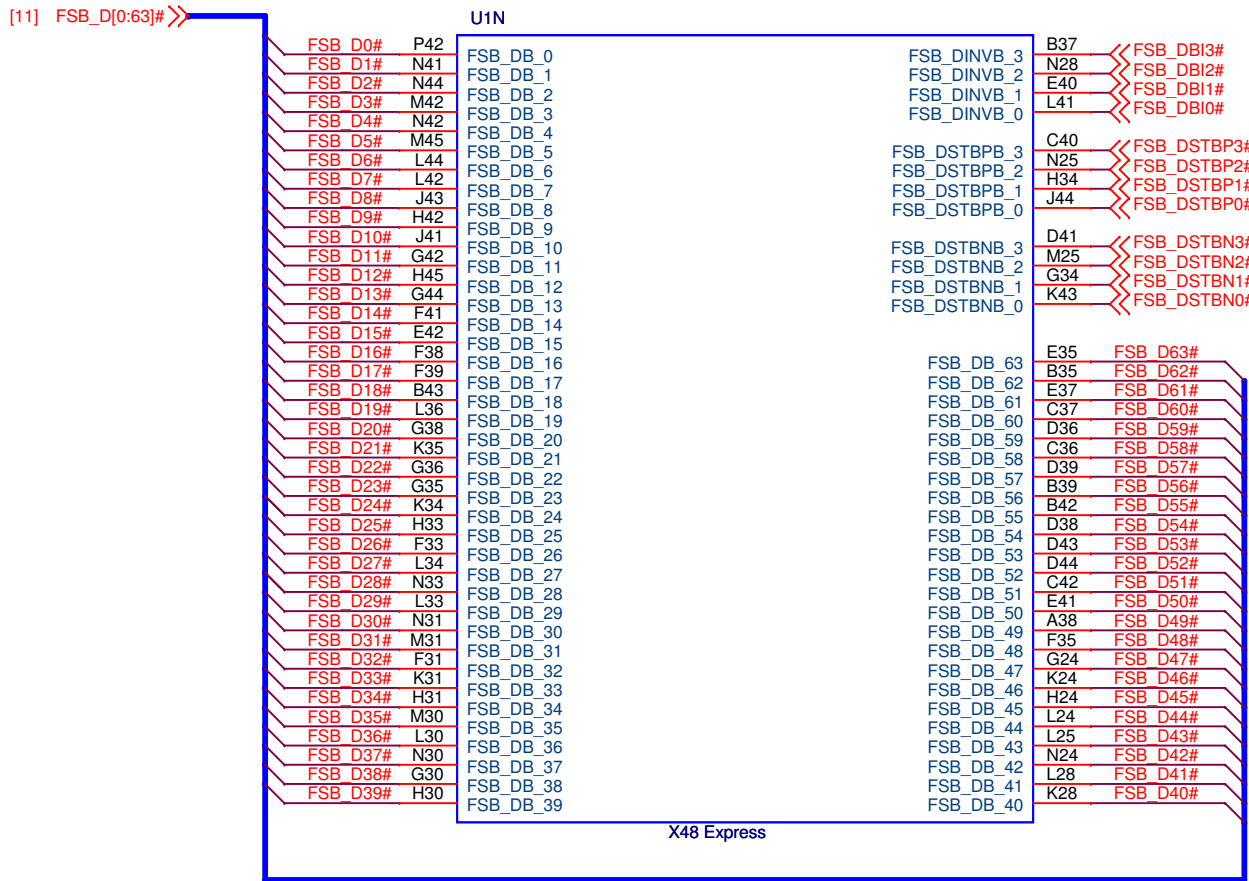 [11] FSB_D[0:63]#
U1N
FSB_D0# P42 FSB_DB_0
FSB_D1# N41 FSB_DB_1
FSB_D2# N44 FSB_DB_2
FSB_D3# M42 FSB_DB_3
FSB_D4# N42 FSB_DB_4
FSB_D5# M45 FSB_DB_5
FSB_D6# L44 FSB_DB_6
FSB_D7# L42 FSB_DB_7
FSB_D8# J43 FSB_DB_8
FSB_D9# H42 FSB_DB_9
FSB_D10# J41 FSB_DB_10
FSB_D11# G42 FSB_DB_11
FSB_D12# H45 FSB_DB_12
FSB_D13# G44 FSB_DB_13
FSB_D14# F41 FSB_DB_14
FSB_D15# E42 FSB_DB_15
FSB_D16# F38 FSB_DB_16
FSB_D17# F39 FSB_DB_17
FSB_D18# B43 FSB_DB_18
FSB_D19# L36 FSB_DB_19
FSB_D20# G38 FSB_DB_20
FSB_D21# K35 FSB_DB_21
FSB_D22# G36 FSB_DB_22
FSB_D23# G35 FSB_DB_23
FSB_D24# K34 FSB_DB_24
FSB_D25# H33 FSB_DB_25
FSB_D26# F33 FSB_DB_26
FSB_D27# L34 FSB_DB_27
FSB_D28# N33 FSB_DB_28
FSB_D29# L33 FSB_DB_29
FSB_D30# N31 FSB_DB_30
FSB_D31# M31 FSB_DB_31
FSB_D32# F31 FSB_DB_32
FSB_D33# K31 FSB_DB_33
FSB_D34# H31 FSB_DB_34
FSB_D35# M30 FSB_DB_35
FSB_D36# L30 FSB_DB_36
FSB_D37# N30 FSB_DB_37
FSB_D38# G30 FSB_DB_38
FSB_D39# H30 FSB_DB_39
FSB_DINVB_3 B37 FSB_DBI3#
FSB_DINVB_2 N28 FSB_DBI2#
FSB_DINVB_1 E40 FSB_DBI1#
FSB_DINVB_0 L41 FSB_DBI0#
FSB_DSTBPB_3 C40 FSB_DSTBP3#
FSB_DSTBPB_2 N25 FSB_DSTBP2#
FSB_DSTBPB_1 H34 FSB_DSTBP1#
FSB_DSTBPB_0 J44 FSB_DSTBP0#
FSB_DSTBNB_3 D41 FSB_DSTBN3#
FSB_DSTBNB_2 M25 FSB_DSTBN2#
FSB_DSTBNB_1 G34 FSB_DSTBN1#
FSB_DSTBNB_0 K43 FSB_DSTBN0#
FSB_DB_63 E35 FSB_D63#
FSB_DB_62 B35 FSB_D62#
FSB_DB_61 E37 FSB_D61#
FSB_DB_60 C37 FSB_D60#
FSB_DB_59 D36 FSB_D59#
FSB_DB_58 C36 FSB_D58#
FSB_DB_57 D39 FSB_D57#
FSB_DB_56 B39 FSB_D56#
FSB_DB_55 B42 FSB_D55#
FSB_DB_54 D38 FSB_D54#
FSB_DB_53 D43 FSB_D53#
FSB_DB_52 D44 FSB_D52#
FSB_DB_51 C42 FSB_D51#
FSB_DB_50 E41 FSB_D50#
FSB_DB_49 A38 FSB_D49#
FSB_DB_48 F35 FSB_D48#
FSB_DB_47 G24 FSB_D47#
FSB_DB_46 K24 FSB_D46#
FSB_DB_45 H24 FSB_D45#
FSB_DB_44 L24 FSB_D44#
FSB_DB_43 L25 FSB_D43#
FSB_DB_42 N24 FSB_D42#
FSB_DB_41 L28 FSB_D41#
FSB_DB_40 K28 FSB_D40#
X48 Express